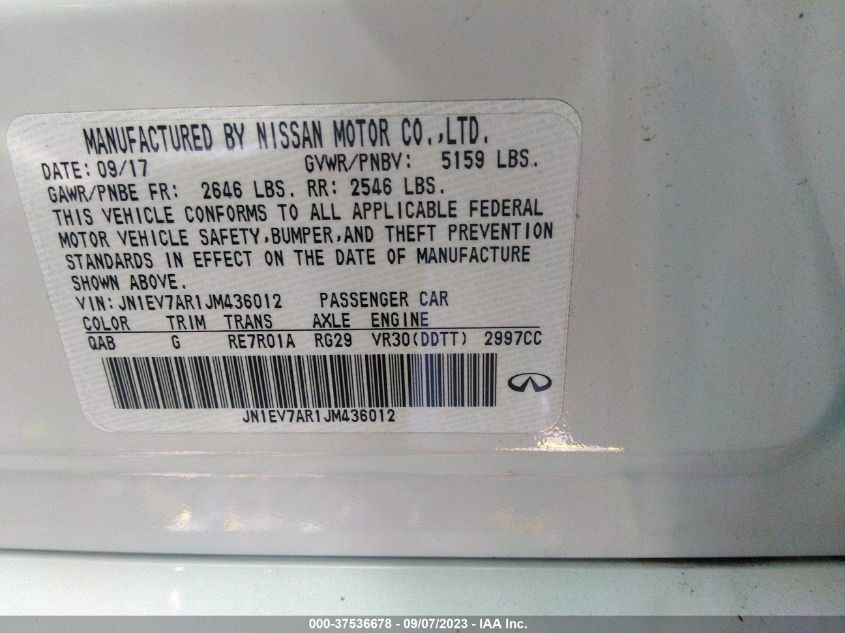 MANUFACTURED BY NISSAN MOTOR CO.,LTD.
DATE: 09/17 GVWR/PNBV: 5159 LBS.
GAWR/PNBE FR: 2646 LBS. RR: 2546 LBS.
THIS VEHICLE CONFORMS TO ALL APPLICABLE FEDERAL
MOTOR VEHICLE SAFETY,BUMPER,AND THEFT PREVENTION
STANDARDS IN EFFECT ON THE DATE OF MANUFACTURE
SHOWN ABOVE.
VIN: JN1EV7AR1JM436012 PASSENGER CAR
COLOR TRIM TRANS AXLE ENGINE
QAB G RE7R01A RG29 VR30(DDTT) 2997CC
JN1EV7AR1JM436012
000-37536678 - 09/07/2023 - IAA Inc.